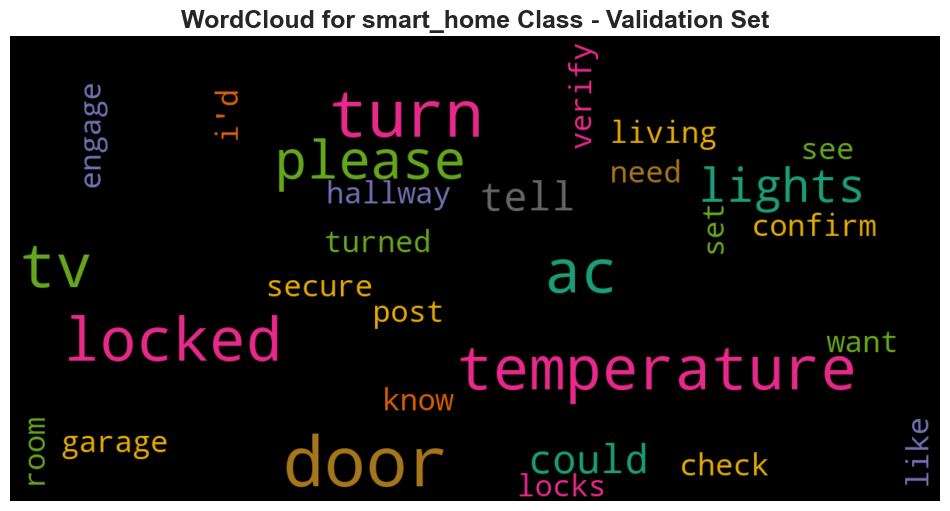 WordCloud for smart_home Class - Validation Set
engage
i'd
turn
verify
living
please
see
need
hallway
tell
lights
set
confirm
turned
tv
secure
ac
post
locked
want
temperature
know
room
garage
door
could
check
like
locks